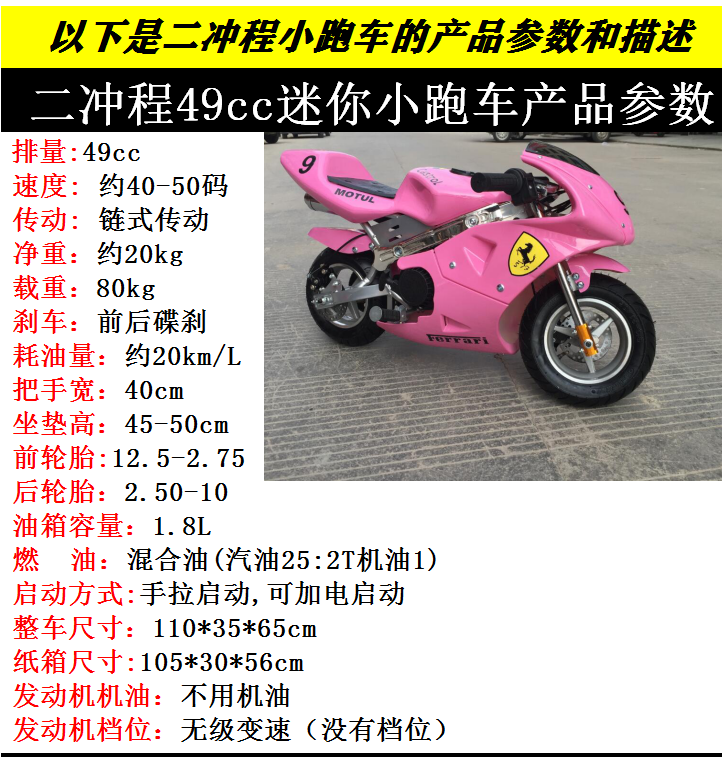 以下是二冲程小跑车的产品参数和描述
二冲程49cc迷你小跑车产品参数
排量:49cc
速度: 约40-50码
传动: 链式传动
净重: 约20kg
载重: 80kg
刹车: 前后碟刹
耗油量: 约20km/L
把手宽: 40cm
坐垫高: 45-50cm
前轮胎:12.5-2.75
后轮胎: 2.50-10
油箱容量: 1.8L
燃 油: 混合油(汽油25:2T机油1)
启动方式:手拉启动,可加电启动
整车尺寸: 110*35*65cm
纸箱尺寸:105*30*56cm
发动机机油: 不用机油
发动机档位: 无级变速（没有档位）
9
MOTUL
Ferrari